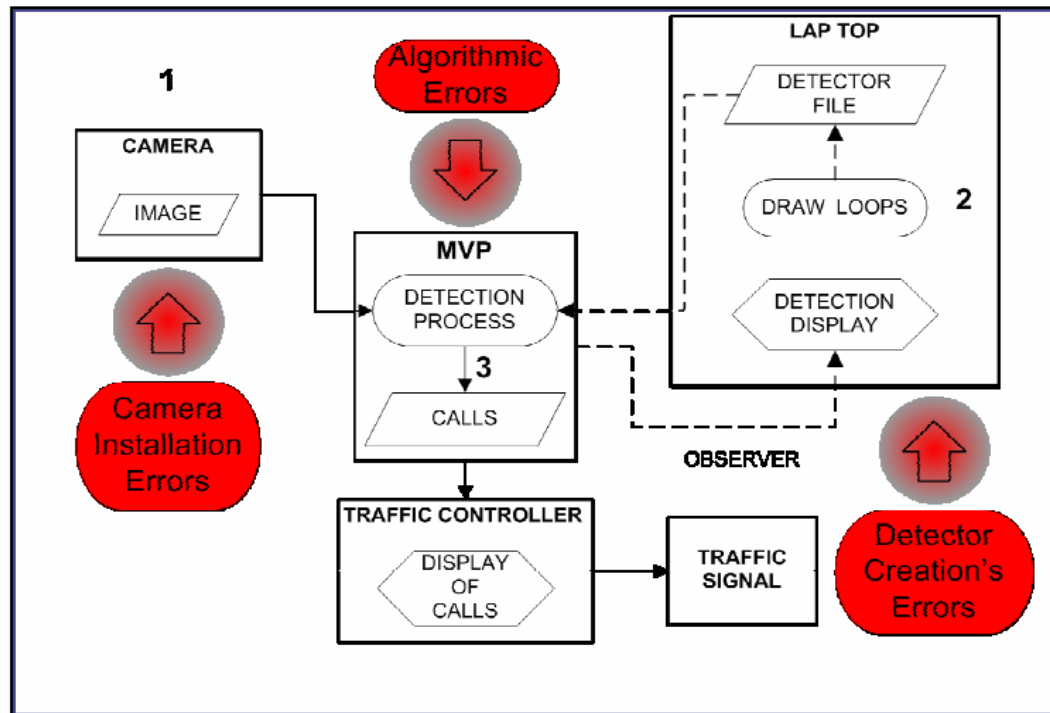 1
CAMERA
IMAGE
Camera
Installation
Errors
Algorithmic
Errors
MVP
DETECTION
PROCESS
3
CALLS
LAP TOP
DETECTOR
FILE
DRAW LOOPS
2
DETECTION
DISPLAY
OBSERVER
Detector
Creation's
Errors
TRAFFIC CONTROLLER
DISPLAY
OF
CALLS
TRAFFIC
SIGNAL